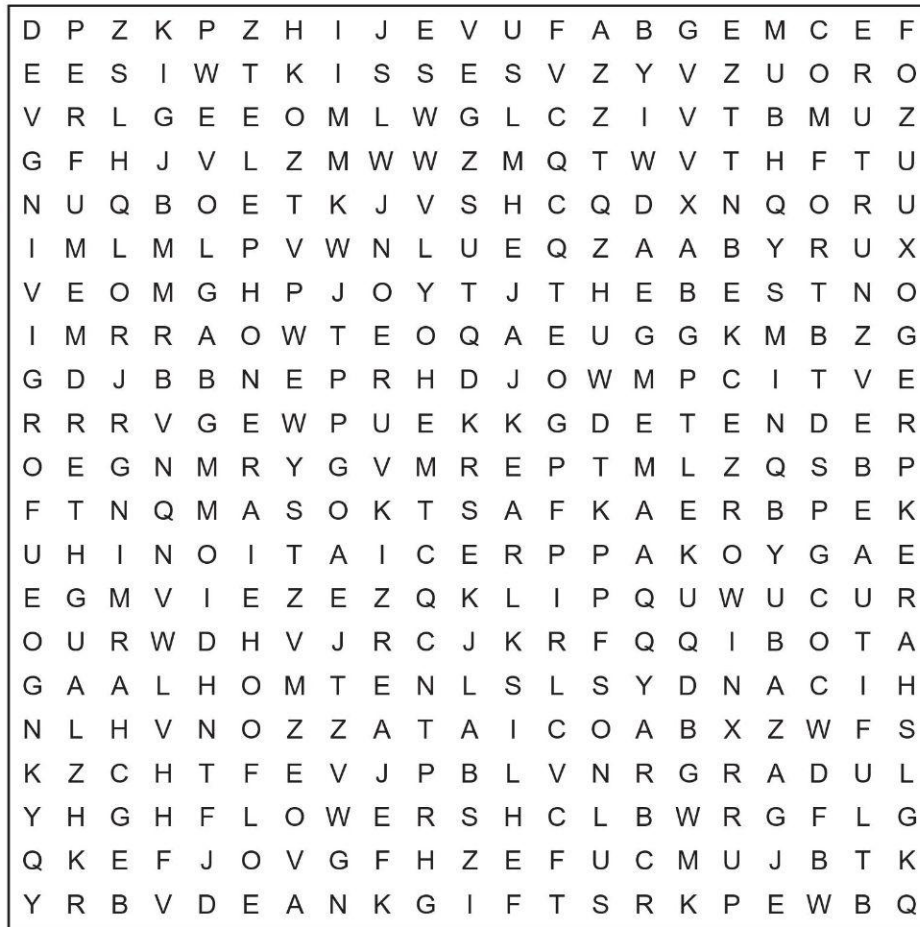 D P Z K P Z H I J E V U F A B G E M C E F
E E S I W T K I S S E S V Z Y V Z U O R O
V R L G E E O M L W G L C Z I V T B M U Z
G F H J V L Z M W W Z M Q T W V T H F T U
N U Q B O E T K J V S H C Q D X N Q O R U
I M L M L P V W N L U E Q Z A A B Y R U X
V E O M G H P J O Y T J T H E B E S T N O
I M R R A O W T E O Q A E U G G K M B Z G
G D J B B N E P R H D J O W M P C I T V E
R R R V G E W P U E K K G D E T E N D E R
O E G N M R Y G V M R E P T M L Z Q S B P
F T N Q M A S O K T S A F K A E R B P E K
U H I N O I T A I C E R P P A K O Y G A E
E G M V I E Z E Z Q K L I P Q U W U C U R
O U R W D H V J R C J K R F Q Q I B O T A
G A A L H O M T E N L S L S Y D N A C I H
N L H V N O Z Z A T A I C O A B X Z W F S
K Z C H T F E V J P B L V N R G R A D U L
Y H G H F L O W E R S H C L B W R G F L G
Q K E F J O V G F H Z E F U C M U J B T K
Y R B V D E A N K G I F T S R K P E W B Q